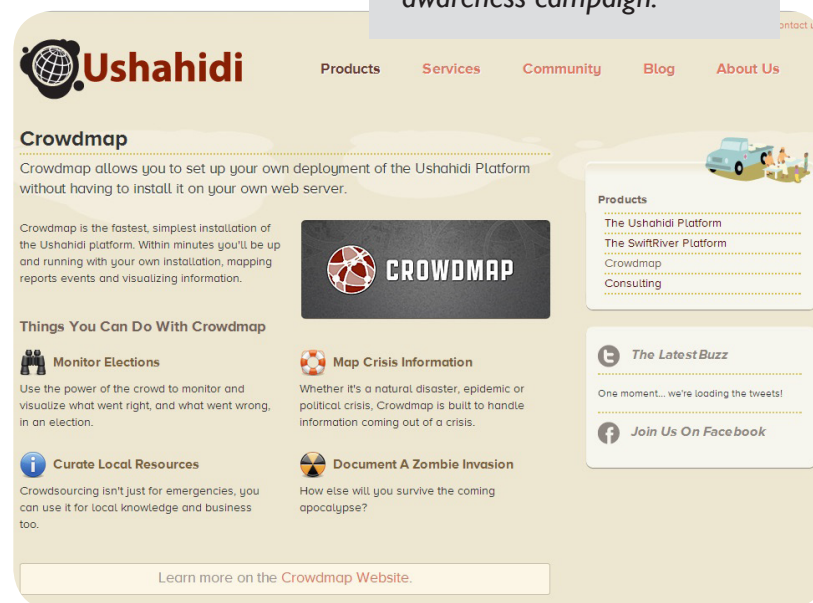 awareness campaign.
contact u
Ushahidi
Products Services Community Blog About Us
Crowdmap
Crowdmap allows you to set up your own deployment of the Ushahidi Platform
without having to install it on your own web server.
Crowdmap is the fastest, simplest installation of
the Ushahidi platform. Within minutes you'll be up
and running with your own installation, mapping
reports events and visualizing information.
CROWDMAP
Things You Can Do With Crowdmap
Monitor Elections
Use the power of the crowd to monitor and
visualize what went right, and what went wrong,
in an election.
Map Crisis Information
Whether it's a natural disaster, epidemic or
political crisis, Crowdmap is built to handle
information coming out of a crisis.
Curate Local Resources
Crowdsourcing isn't just for emergencies, you
can use it for local knowledge and business
too.
Document A Zombie Invasion
How else will you survive the coming
apocalypse?
Learn more on the Crowdmap Website.
Products
The Ushahidi Platform
The SwiftRiver Platform
Crowdmap
Consulting
The Latest Buzz
One moment... we're loading the tweets!
Join Us On Facebook